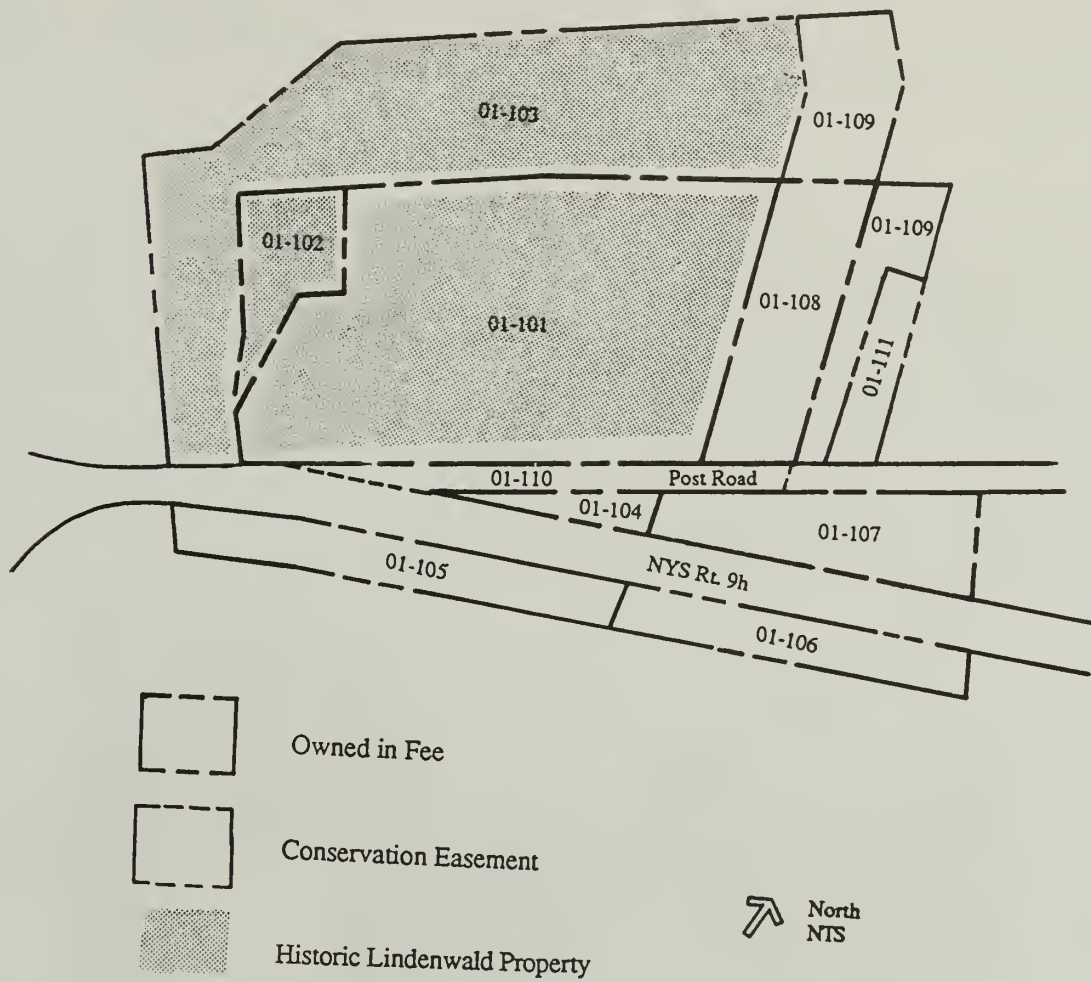 01-103
01-109
01-102
01-109
01-108
01-101
01-111
01-110
Post Road
01-104
01-107
NYS Rt. 9h
01-105
01-106
Owned in Fee
Conservation Easement
North
NTS
Historic Lindenwald Property